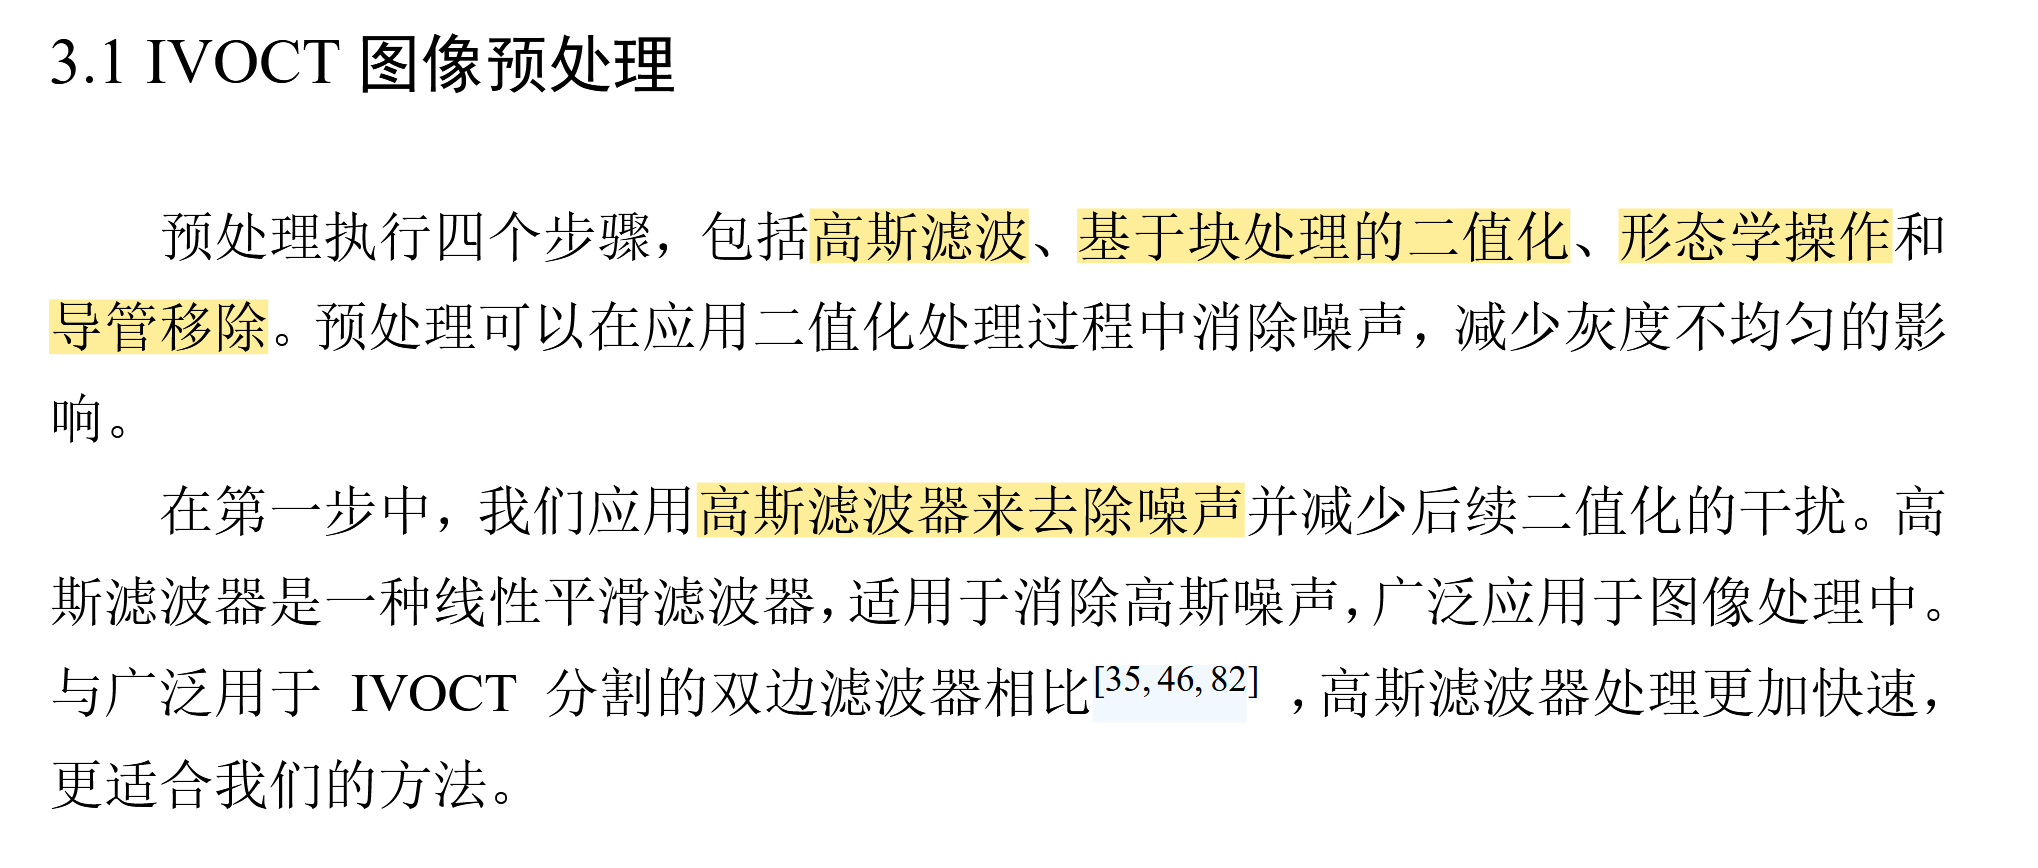 3.1 IVOCT 图像预处理
预处理执行四个步骤，包括高斯滤波、基于块处理的二值化、形态学操作和
导管移除。预处理可以在应用二值化处理过程中消除噪声，减少灰度不均匀的影
响。
在第一步中，我们应用高斯滤波器来去除噪声并减少后续二值化的干扰。高
斯滤波器是一种线性平滑滤波器，适用于消除高斯噪声，广泛应用于图像处理中。
与广泛用于 IVOCT 分割的双边滤波器相比[35, 46, 82] ，高斯滤波器处理更加快速，
更适合我们的方法。